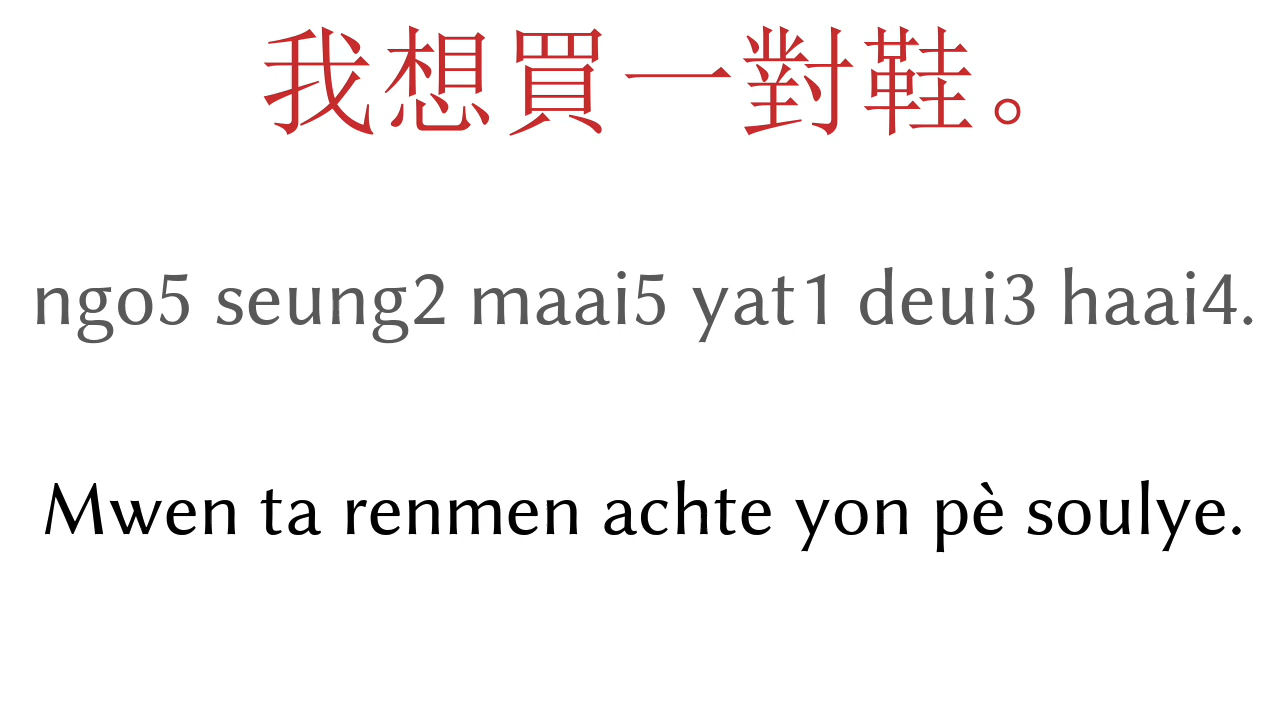 我想買一對鞋。
ngo5 seung2 maai5 yat1 deui3 haai4.
Mwen ta renmen achte yon pè soulye.